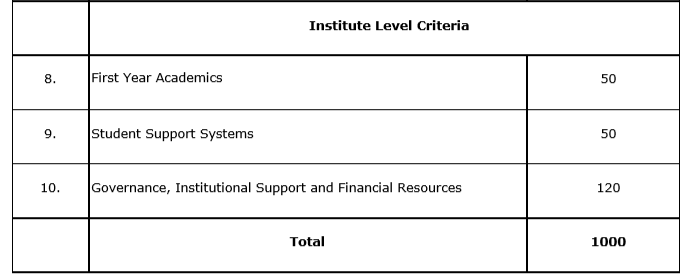 Institute Level Criteria
8. First Year Academics 50
9. Student Support Systems 50
10. Governance, Institutional Support and Financial Resources 120
Total 1000